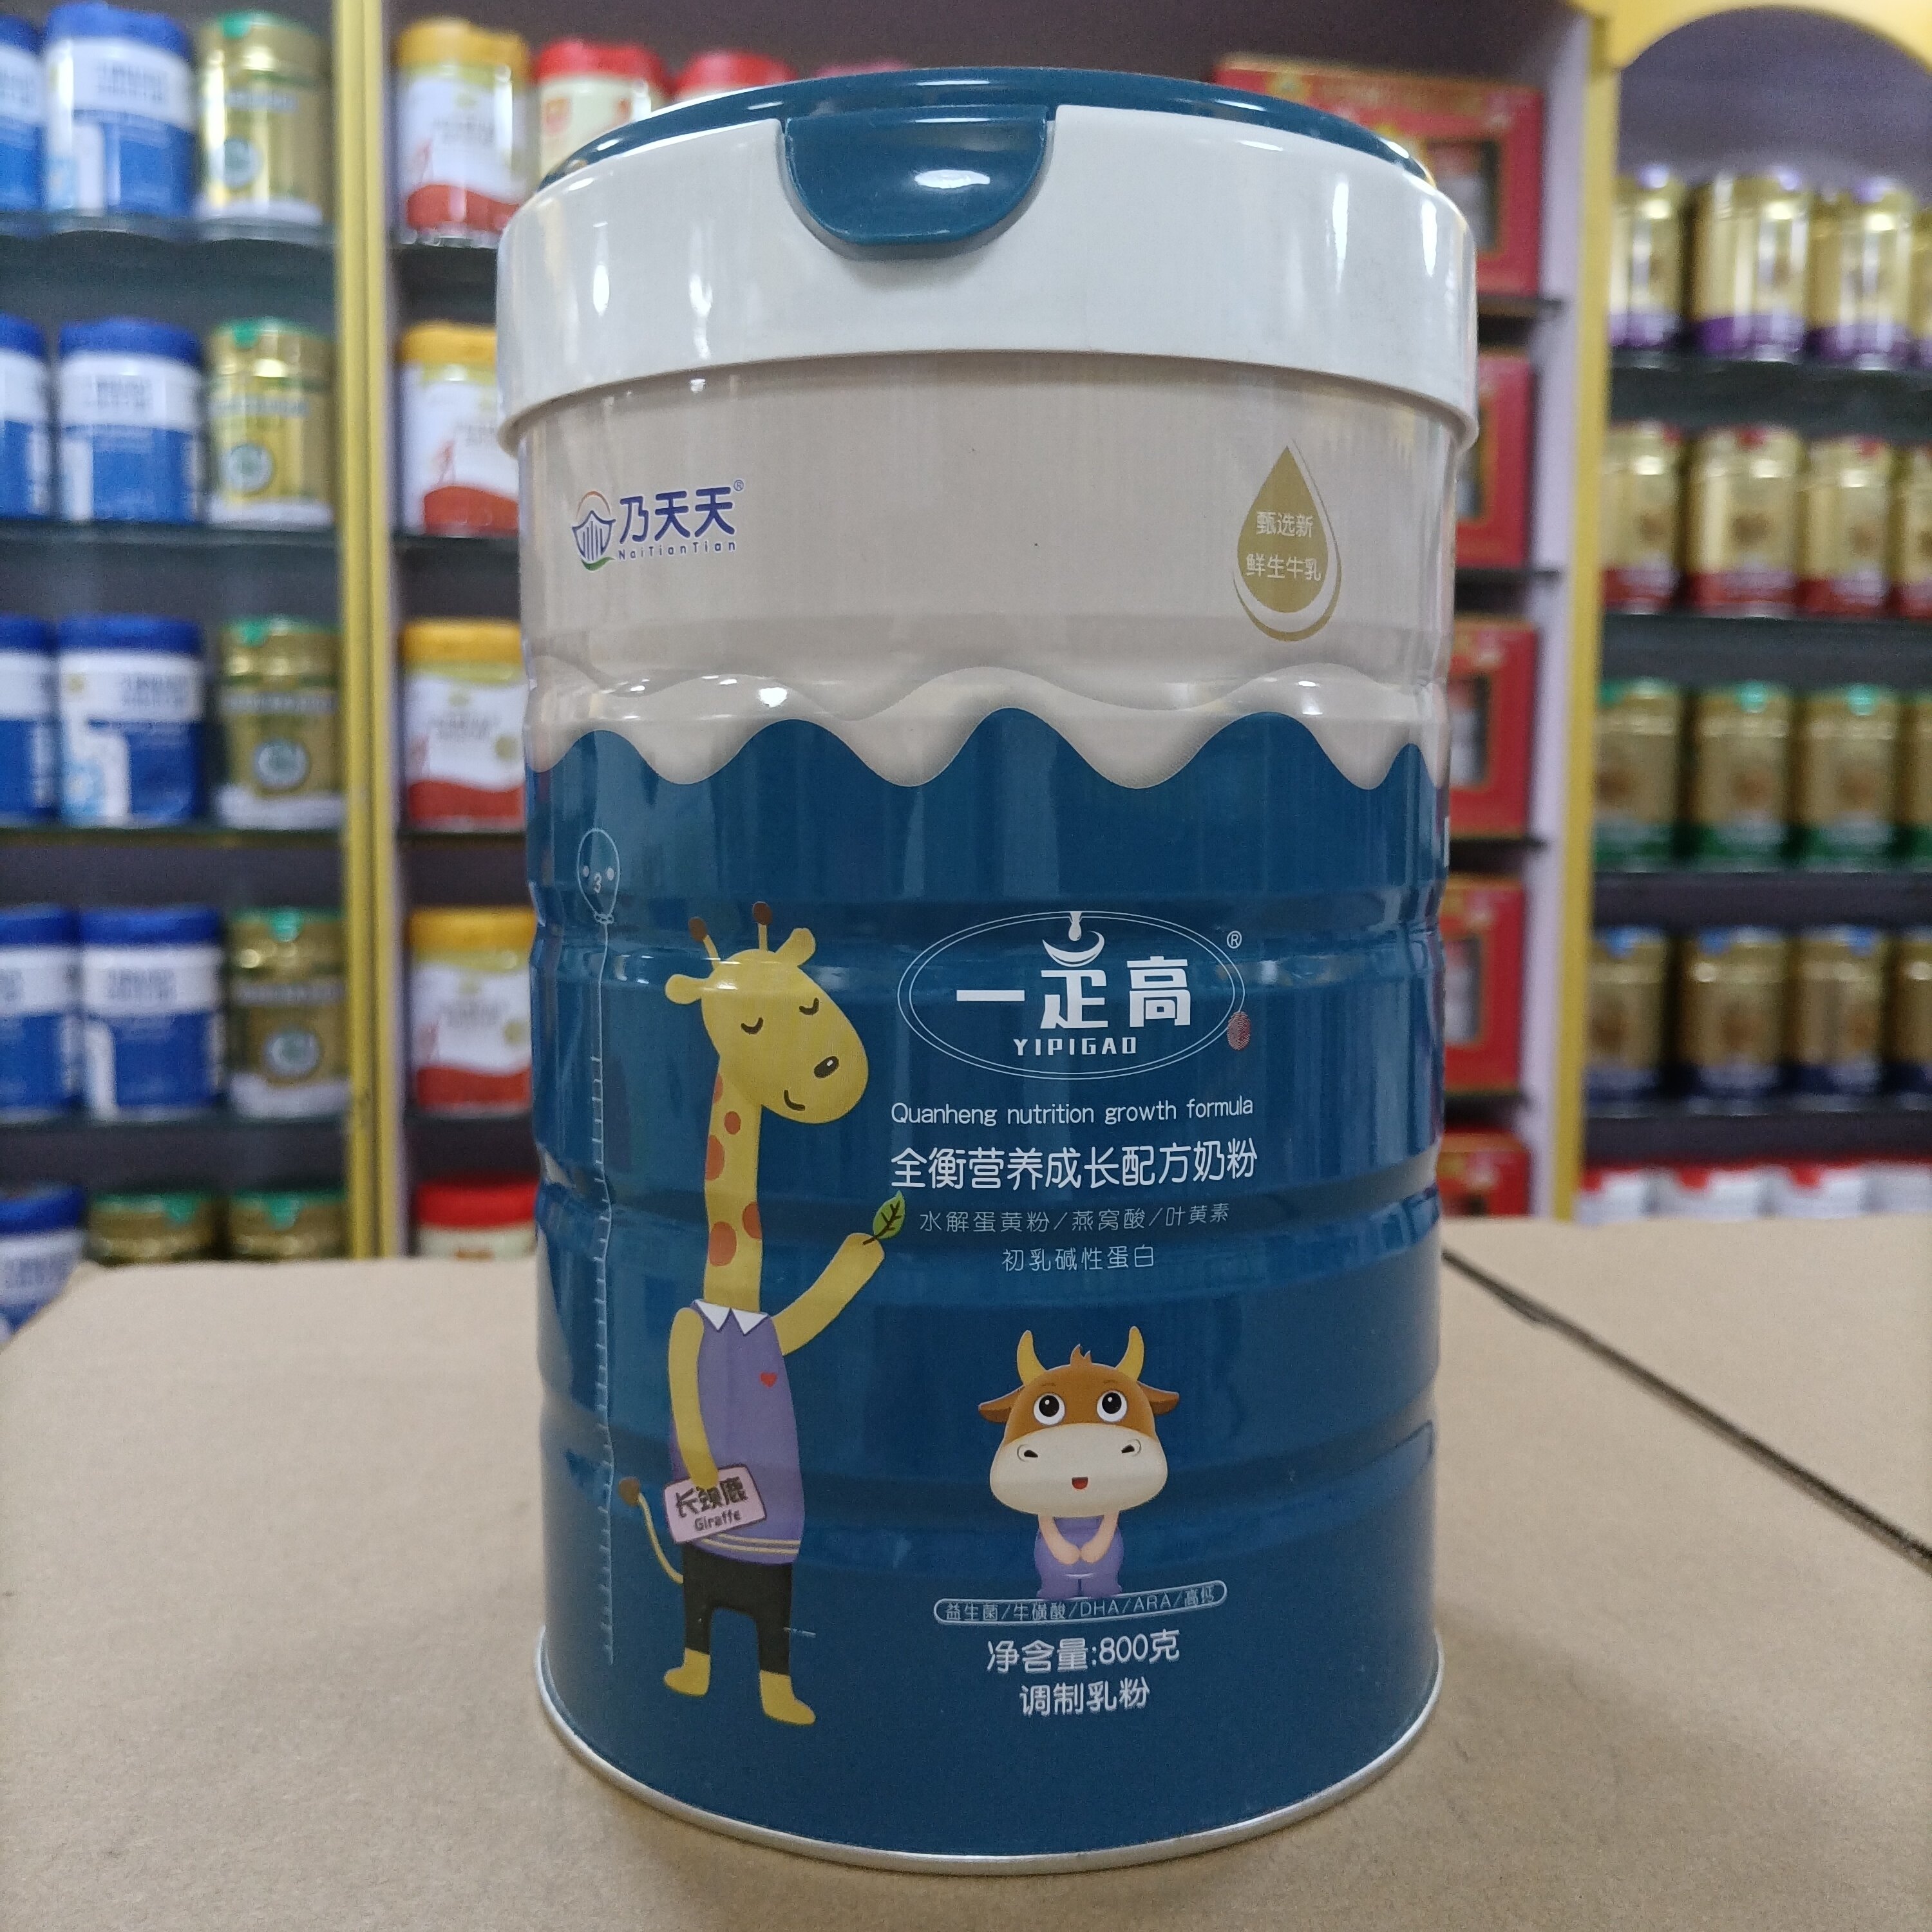 乃天天®
NaiTianTian
甄选新
鲜生牛乳
3
一疋高®
YIPIGAO
Quanheng nutrition growth formula
全衡营养成长配方奶粉
水解蛋黄粉/燕窝酸/叶黄素
初乳碱性蛋白
长颈鹿
Giraffe
益生菌/牛磺酸/DHA/ARA/高钙
净含量:800克
调制乳粉